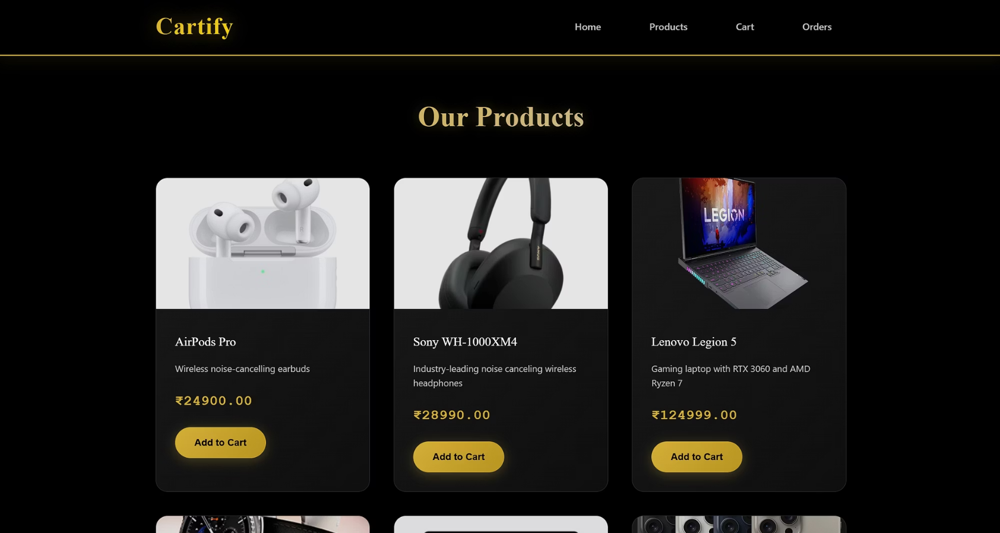 Cartify
Home
Products
Cart
Orders
Our Products
LEGION
SONY
AirPods Pro
Wireless noise-cancelling earbuds
₹24900.00
Add to Cart
Sony WH-1000XM4
Industry-leading noise canceling wireless
headphones
₹28990.00
Add to Cart
Lenovo Legion 5
Gaming laptop with RTX 3060 and AMD
Ryzen 7
₹124999.00
Add to Cart